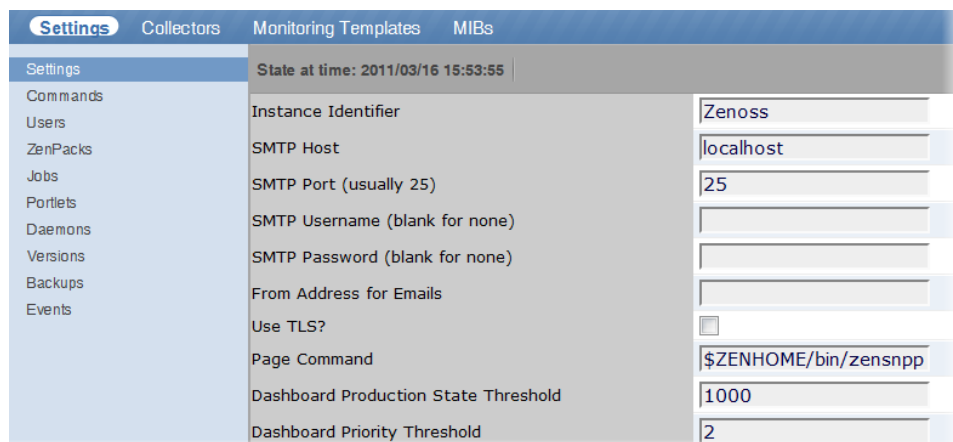 Settings Collectors Monitoring Templates MIBs
Settings
Commands
Users
ZenPacks
Jobs
Portlets
Daemons
Versions
Backups
Events
State at time: 2011/03/16 15:53:55
Instance Identifier Zenoss
SMTP Host localhost
SMTP Port (usually 25) 25
SMTP Username (blank for none)
SMTP Password (blank for none)
From Address for Emails
Use TLS?
Page Command $ZENHOME/bin/zensnpp
Dashboard Production State Threshold 1000
Dashboard Priority Threshold 2